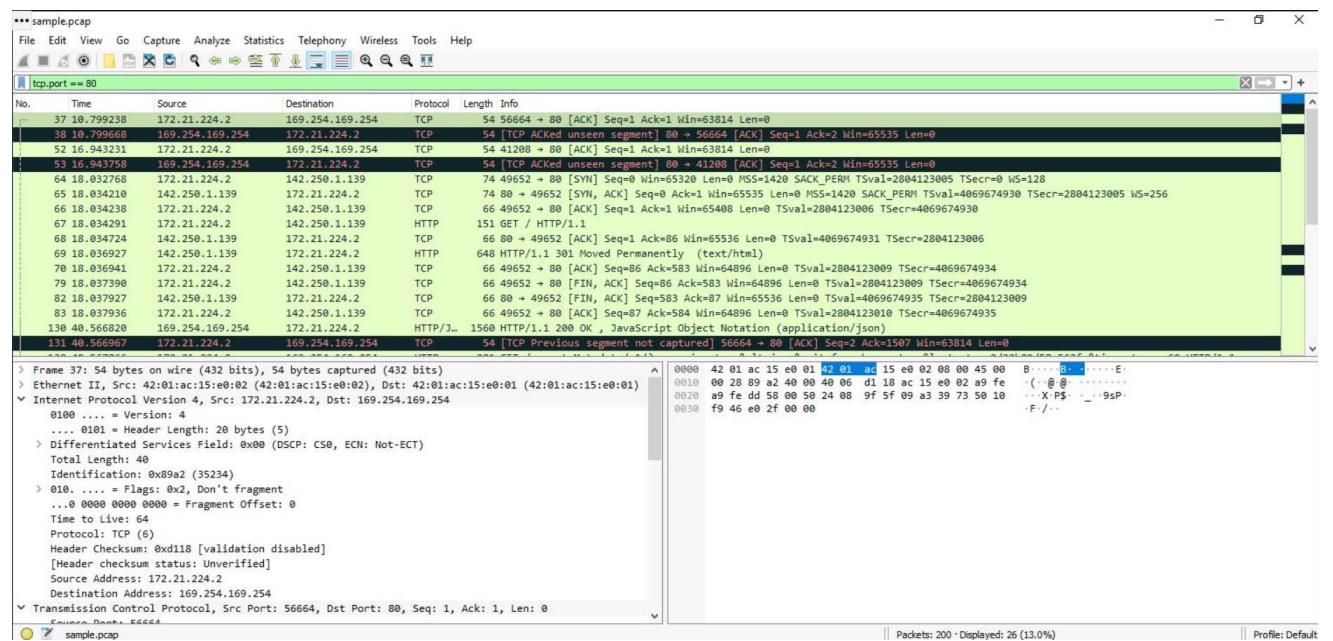 sample.pcap
File Edit View Go Capture Analyze Statistics Telephony Wireless Tools Help
tcp.port == 80
No. Time Source Destination Protocol Length Info
37 10.799238 172.21.224.2 169.254.169.254 TCP 54 56664 → 80 [ACK] Seq=1 Ack=1 Win=63814 Len=0
38 10.799668 169.254.169.254 172.21.224.2 TCP 54 [TCP ACKed unseen segment] 80 → 56664 [ACK] Seq=1 Ack=2 Win=65535 Len=0
52 16.943231 172.21.224.2 169.254.169.254 TCP 54 41208 → 80 [ACK] Seq=1 Ack=1 Win=63814 Len=0
53 16.943758 169.254.169.254 172.21.224.2 TCP 54 [TCP ACKed unseen segment] 80 → 41208 [ACK] Seq=1 Ack=2 Win=65535 Len=0
64 18.032768 172.21.224.2 142.250.1.139 TCP 74 49652 → 80 [SYN] Seq=0 Win=65320 Len=0 MSS=1420 SACK_PERM TSval=2804123005 TSecr=0 WS=128
65 18.034210 142.250.1.139 172.21.224.2 TCP 74 80 → 49652 [SYN, ACK] Seq=0 Ack=1 Win=65535 Len=0 MSS=1420 SACK_PERM TSval=4069674930 TSecr=2804123005 WS=256
66 18.034238 172.21.224.2 142.250.1.139 TCP 66 49652 → 80 [ACK] Seq=1 Ack=1 Win=65408 Len=0 TSval=2804123006 TSecr=4069674930
67 18.034291 172.21.224.2 142.250.1.139 HTTP 151 GET / HTTP/1.1
68 18.034724 142.250.1.139 172.21.224.2 TCP 66 80 → 49652 [ACK] Seq=1 Ack=86 Win=65536 Len=0 TSval=4069674931 TSecr=2804123006
69 18.036927 142.250.1.139 172.21.224.2 HTTP 648 HTTP/1.1 301 Moved Permanently (text/html)
70 18.036941 172.21.224.2 142.250.1.139 TCP 66 49652 → 80 [ACK] Seq=86 Ack=583 Win=64896 Len=0 TSval=2804123009 TSecr=4069674934
79 18.037390 172.21.224.2 142.250.1.139 TCP 66 49652 → 80 [FIN, ACK] Seq=86 Ack=583 Win=64896 Len=0 TSval=2804123009 TSecr=4069674934
82 18.037927 142.250.1.139 172.21.224.2 TCP 66 80 → 49652 [FIN, ACK] Seq=583 Ack=87 Win=65536 Len=0 TSval=4069674935 TSecr=2804123009
83 18.037936 172.21.224.2 142.250.1.139 TCP 66 49652 → 80 [ACK] Seq=87 Ack=584 Win=64896 Len=0 TSval=2804123010 TSecr=4069674935
130 40.566820 169.254.169.254 172.21.224.2 HTTP/J… 1560 HTTP/1.1 200 OK , JavaScript Object Notation (application/json)
131 40.566967 [TCP Previous segment not captured] 56664 → 80 [ACK] Seq=2 Ack=1507 Win=63814 Len=0
Frame 37: 54 bytes on wire (432 bits), 54 bytes captured (432 bits)
Ethernet II, Src: 42:01:ac:15:e0:02 (42:01:ac:15:e0:02), Dst: 42:01:ac:15:e0:01 (42:01:ac:15:e0:01)
Internet Protocol Version 4, Src: 172.21.224.2, Dst: 169.254.169.254
0100 .... = Version: 4
.... 0101 = Header Length: 20 bytes (5)
Differentiated Services Field: 0x00 (DSCP: CS0, ECN: Not-ECT)
Total Length: 40
Identification: 0x89a2 (35234)
010. .... = Flags: 0x2, Don't fragment
...0 0000 0000 0000 = Fragment Offset: 0
Time to Live: 64
Protocol: TCP (6)
Header Checksum: 0xd118 [validation disabled]
[Header checksum status: Unverified]
Source Address: 172.21.224.2
Destination Address: 169.254.169.254
Transmission Control Protocol, Src Port: 56664, Dst Port: 80, Seq: 1, Ack: 1, Len: 0
0000 42 01 ac 15 e0 01 42 01 ac 15 e0 02 08 00 45 00 B·····B· ······E·
0010 00 28 89 a2 40 00 40 06 d1 18 ac 15 e0 02 a9 fe ·(··@·@· ········
0020 a9 fe dd 58 00 50 24 08 9f 5f 09 a3 39 73 50 10 ···X·P$· ·_··9sP·
0030 f9 46 e0 2f 00 00 ·F·/··
sample.pcap
Packets: 200 · Displayed: 26 (13.0%)
Profile: Default